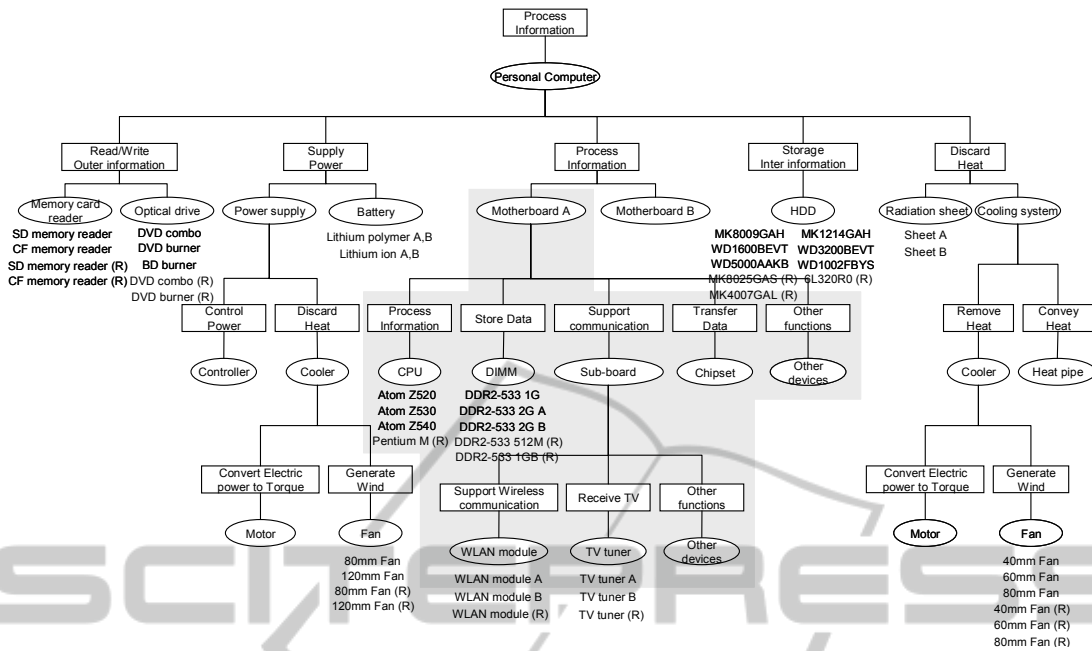 Process
Information
Personal Computer
Read/Write
Outer information
Supply
Power
Process
Information
Storage
Inter information
Discard
Heat
Memory card
reader
Optical drive
Power supply
Battery
Motherboard A
Motherboard B
HDD
Radiation sheet
Cooling system
SD memory reader
CF memory reader
SD memory reader (R)
CF memory reader (R)
DVD combo
DVD burner
BD burner
DVD combo (R)
DVD burner (R)
Lithium polymer A,B
Lithium ion A,B
MK8009GAH
WD1600BEVT
WD5000AAKB
MK8025GAS (R)
MK4007GAL (R)
MK1214GAH
WD3200BEVT
WD1002FBYS
6L320R0 (R)
Sheet A
Sheet B
Control
Power
Discard
Heat
Process
Information
Store Data
Support
communication
Transfer
Data
Other
functions
Remove
Heat
Convey
Heat
Controller
Cooler
CPU
DIMM
Sub-board
Chipset
Other
devices
Cooler
Heat pipe
Atom Z520
Atom Z530
Atom Z540
Pentium M (R)
DDR2-533 1G
DDR2-533 2G A
DDR2-533 2G B
DDR2-533 512M (R)
DDR2-533 1GB (R)
Convert Electric
power to Torque
Generate
Wind
Support Wireless
communication
Receive TV
Other
functions
Convert Electric
power to Torque
Generate
Wind
Motor
Fan
WLAN module
TV tuner
Other
devices
Motor
Fan
80mm Fan
120mm Fan
80mm Fan (R)
120mm Fan (R)
WLAN module A
WLAN module B
WLAN module (R)
TV tuner A
TV tuner B
TV tuner (R)
40mm Fan
60mm Fan
80mm Fan
40mm Fan (R)
60mm Fan (R)
80mm Fan (R)
SCITEPRESS